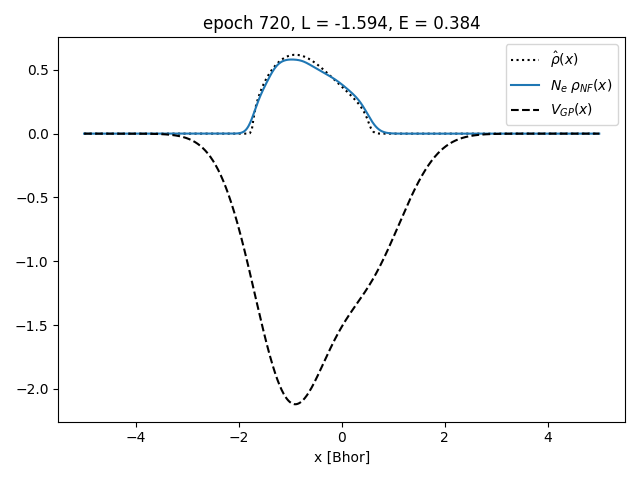 epoch 720, L = -1.594, E = 0.384
ρ̂(x)
N_e ρ_NF(x)
V_GP(x)
0.5
0.0
−0.5
−1.0
−1.5
−2.0
−4 −2 0 2 4
x [Bhor]